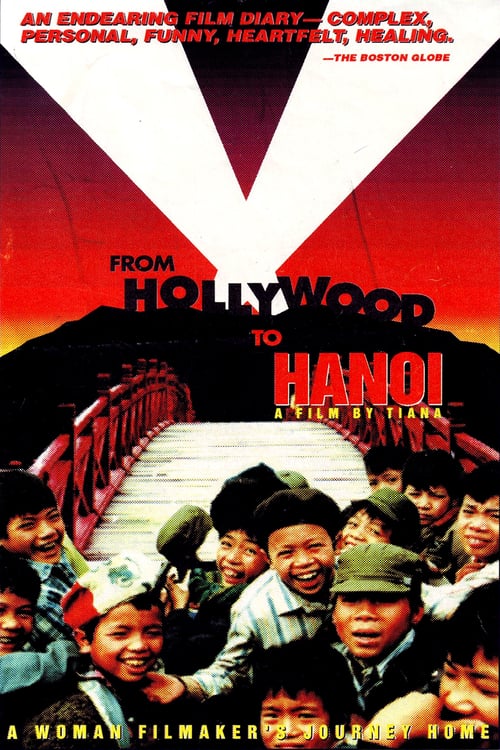 AN ENDEARING FILM DIARY—COMPLEX,
PERSONAL, FUNNY, HEARTFELT, HEALING.
—THE BOSTON GLOBE
FROM
HOLLYWOOD
TO
HANOI
A FILM BY TIANA
A WOMAN FILMAKER'S JOURNEY HOME